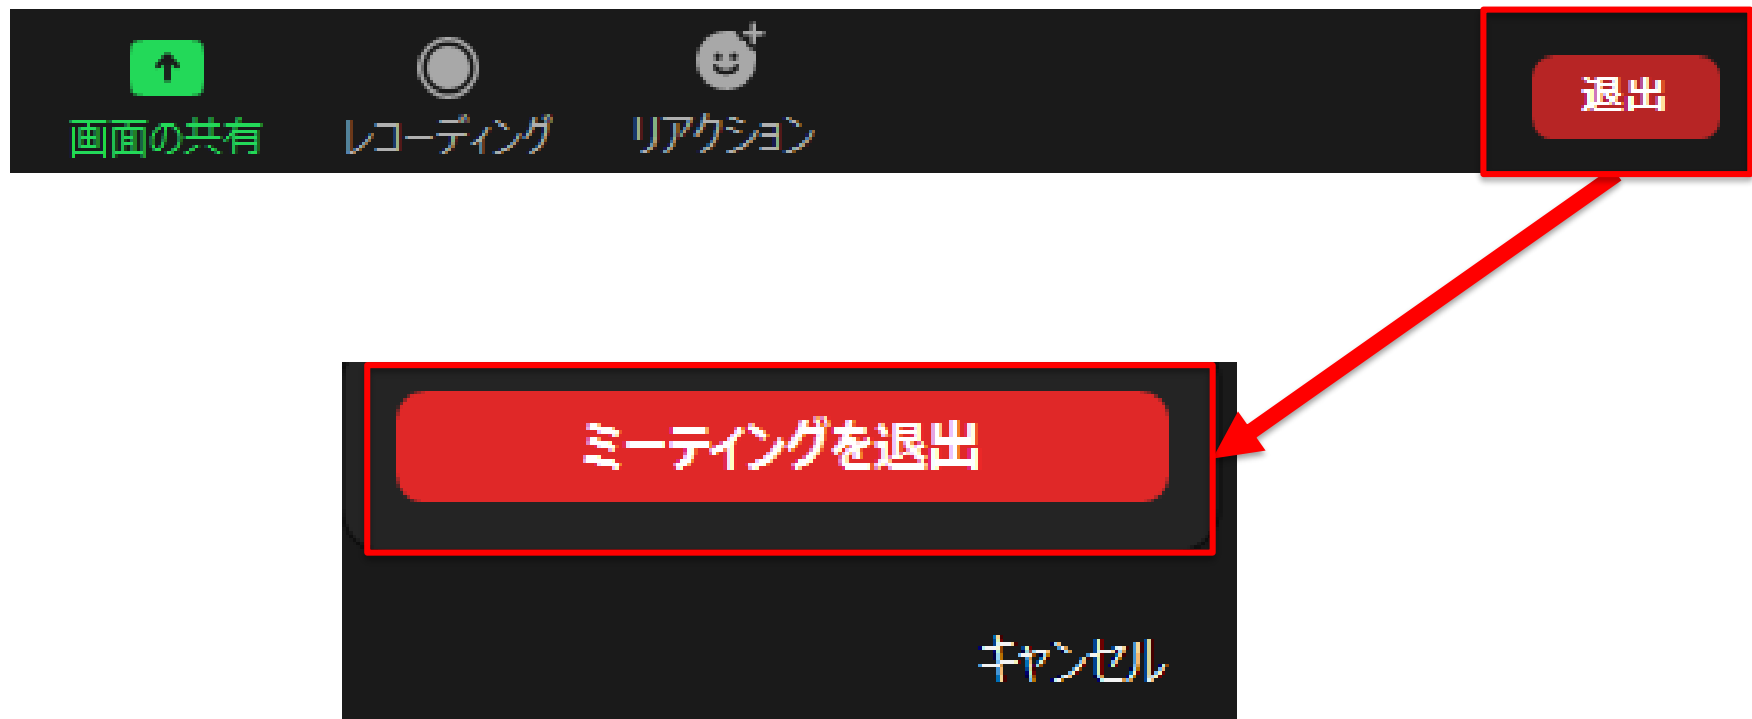 画面の共有
レコーディング
リアクション
退出
ミーティングを退出
キャンセル